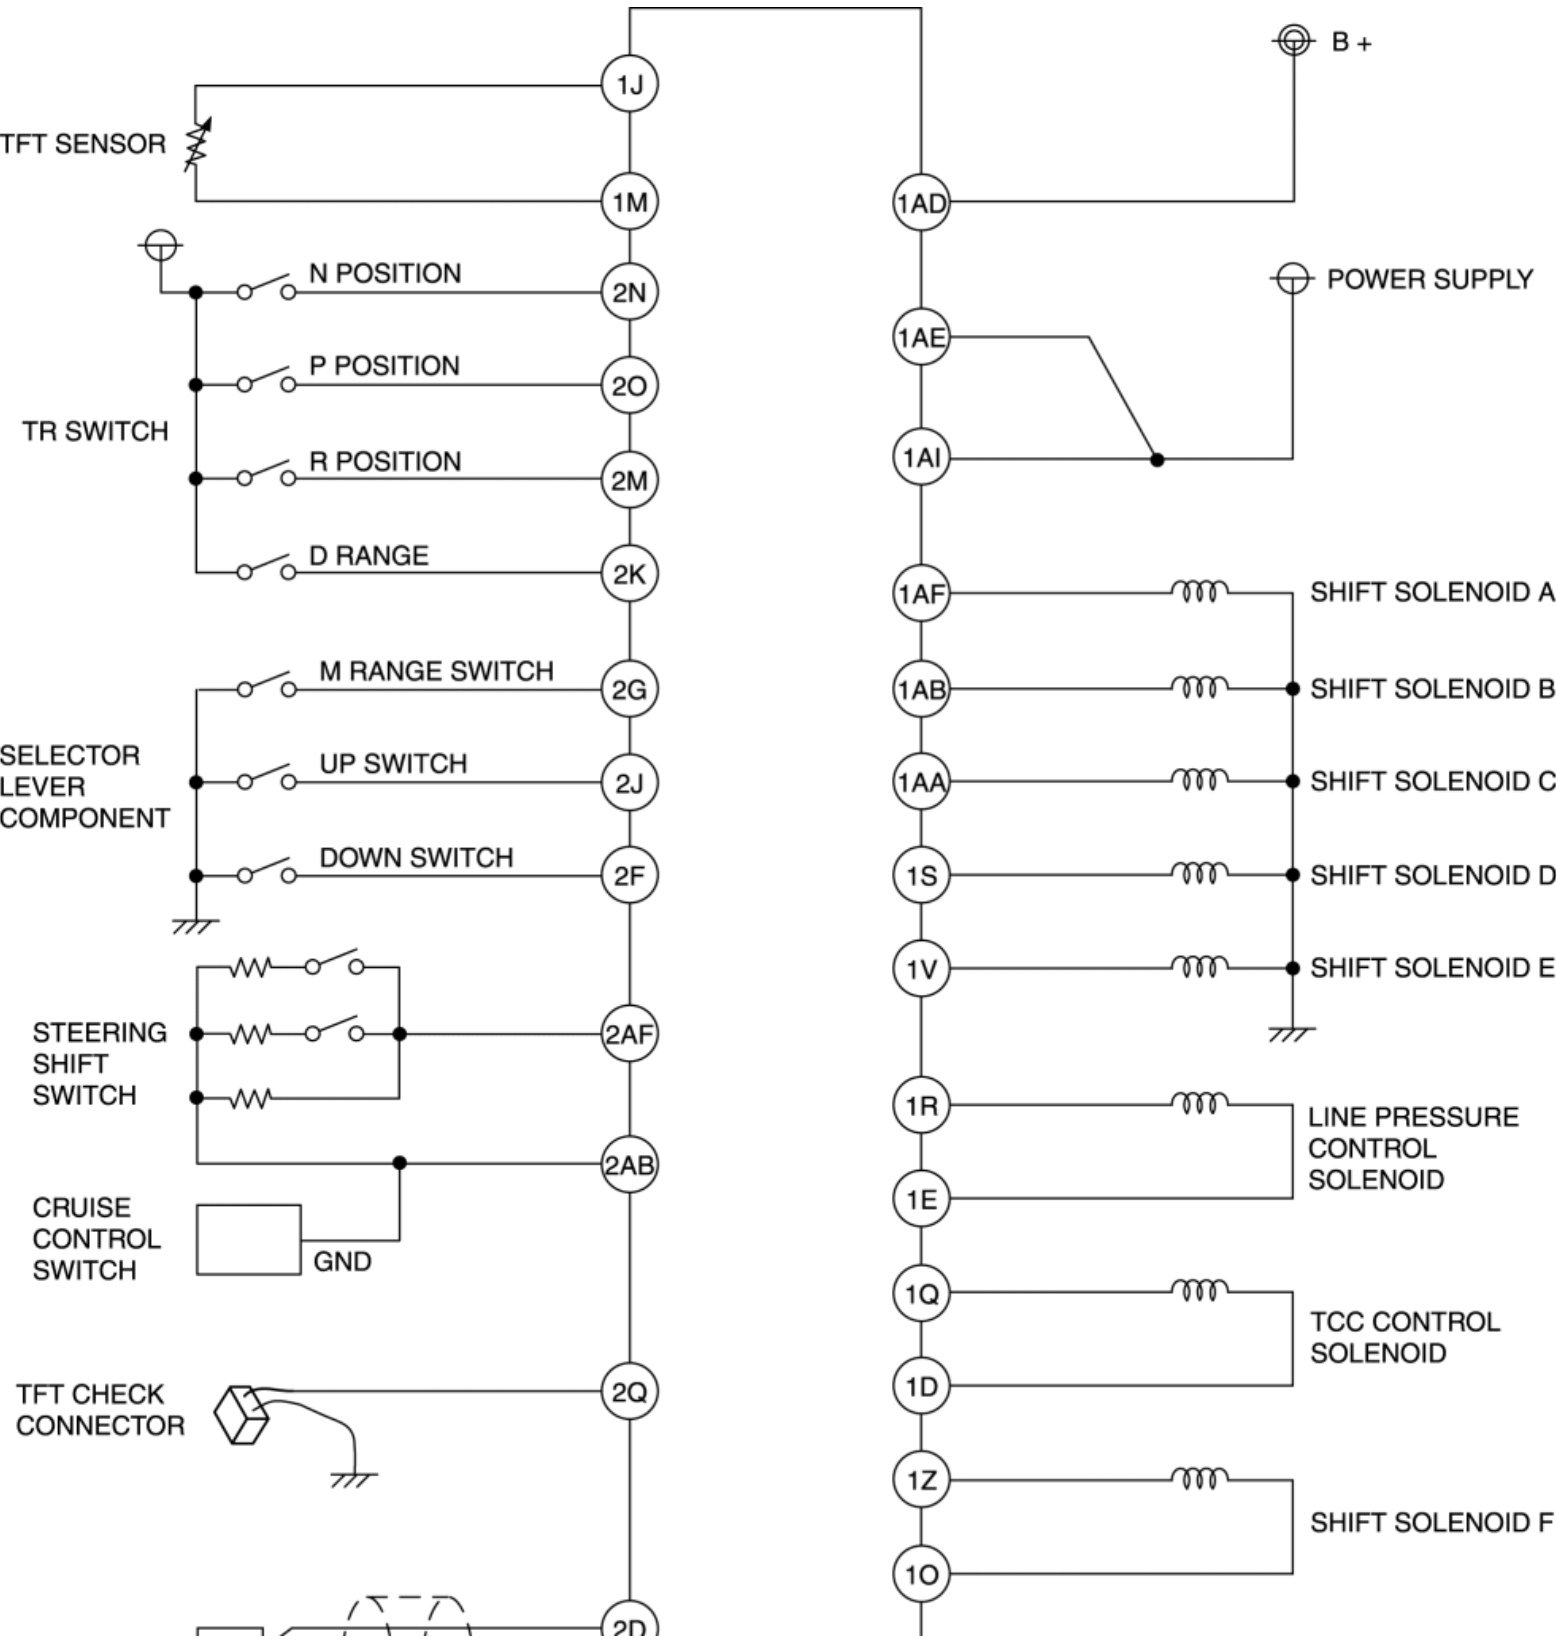 B +
1J
TFT SENSOR
1M
1AD
N POSITION
2N
POWER SUPPLY
1AE
P POSITION
2O
TR SWITCH
R POSITION
2M
1AI
D RANGE
2K
1AF
SHIFT SOLENOID A
M RANGE SWITCH
2G
1AB
SHIFT SOLENOID B
SELECTOR
LEVER
COMPONENT
UP SWITCH
2J
1AA
SHIFT SOLENOID C
DOWN SWITCH
2F
1S
SHIFT SOLENOID D
1V
SHIFT SOLENOID E
STEERING
SHIFT
SWITCH
2AF
1R
LINE PRESSURE
CONTROL
SOLENOID
2AB
1E
CRUISE
CONTROL
SWITCH
GND
1Q
TCC CONTROL
SOLENOID
1D
TFT CHECK
CONNECTOR
2Q
1Z
SHIFT SOLENOID F
1O
2D